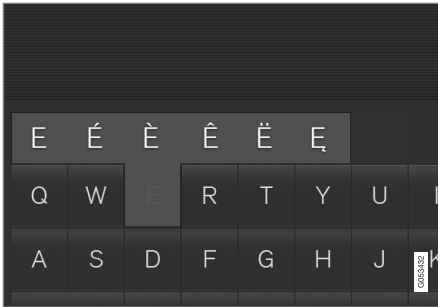 E É È Ê Ë Ę
Q W E R T Y U I
A S D F G H J K
G053432